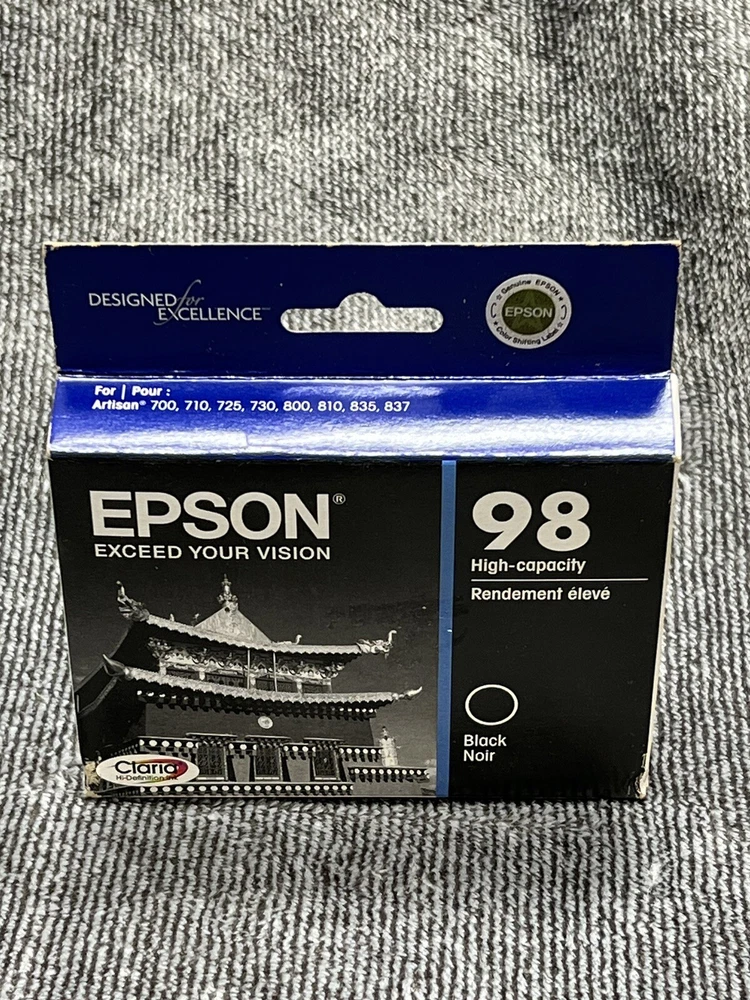 DESIGNED for
EXCELLENCE™
Genuine EPSON
EPSON
Color Shifting Label
For | Pour :
Artisan® 700, 710, 725, 730, 800, 810, 835, 837
EPSON®
EXCEED YOUR VISION
98
High-capacity
Rendement élevé
Black
Noir
Claria
Hi-Definition Ink